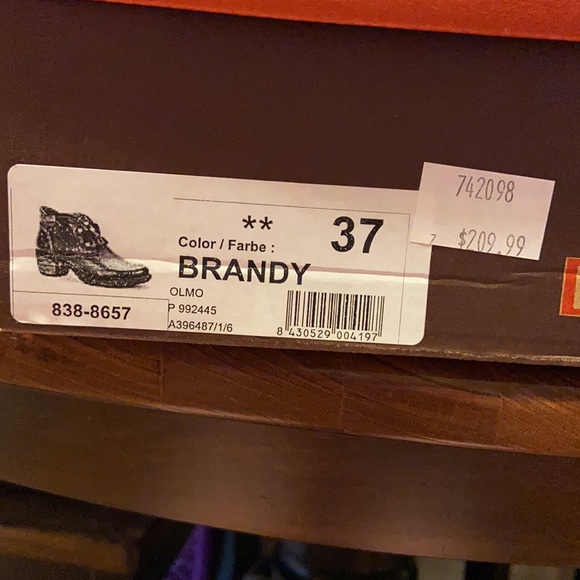 742098
$209.99
**
37
Color / Farbe :
BRANDY
OLMO
838-8657
P 992445
A396487/1/6
8 430529 004197